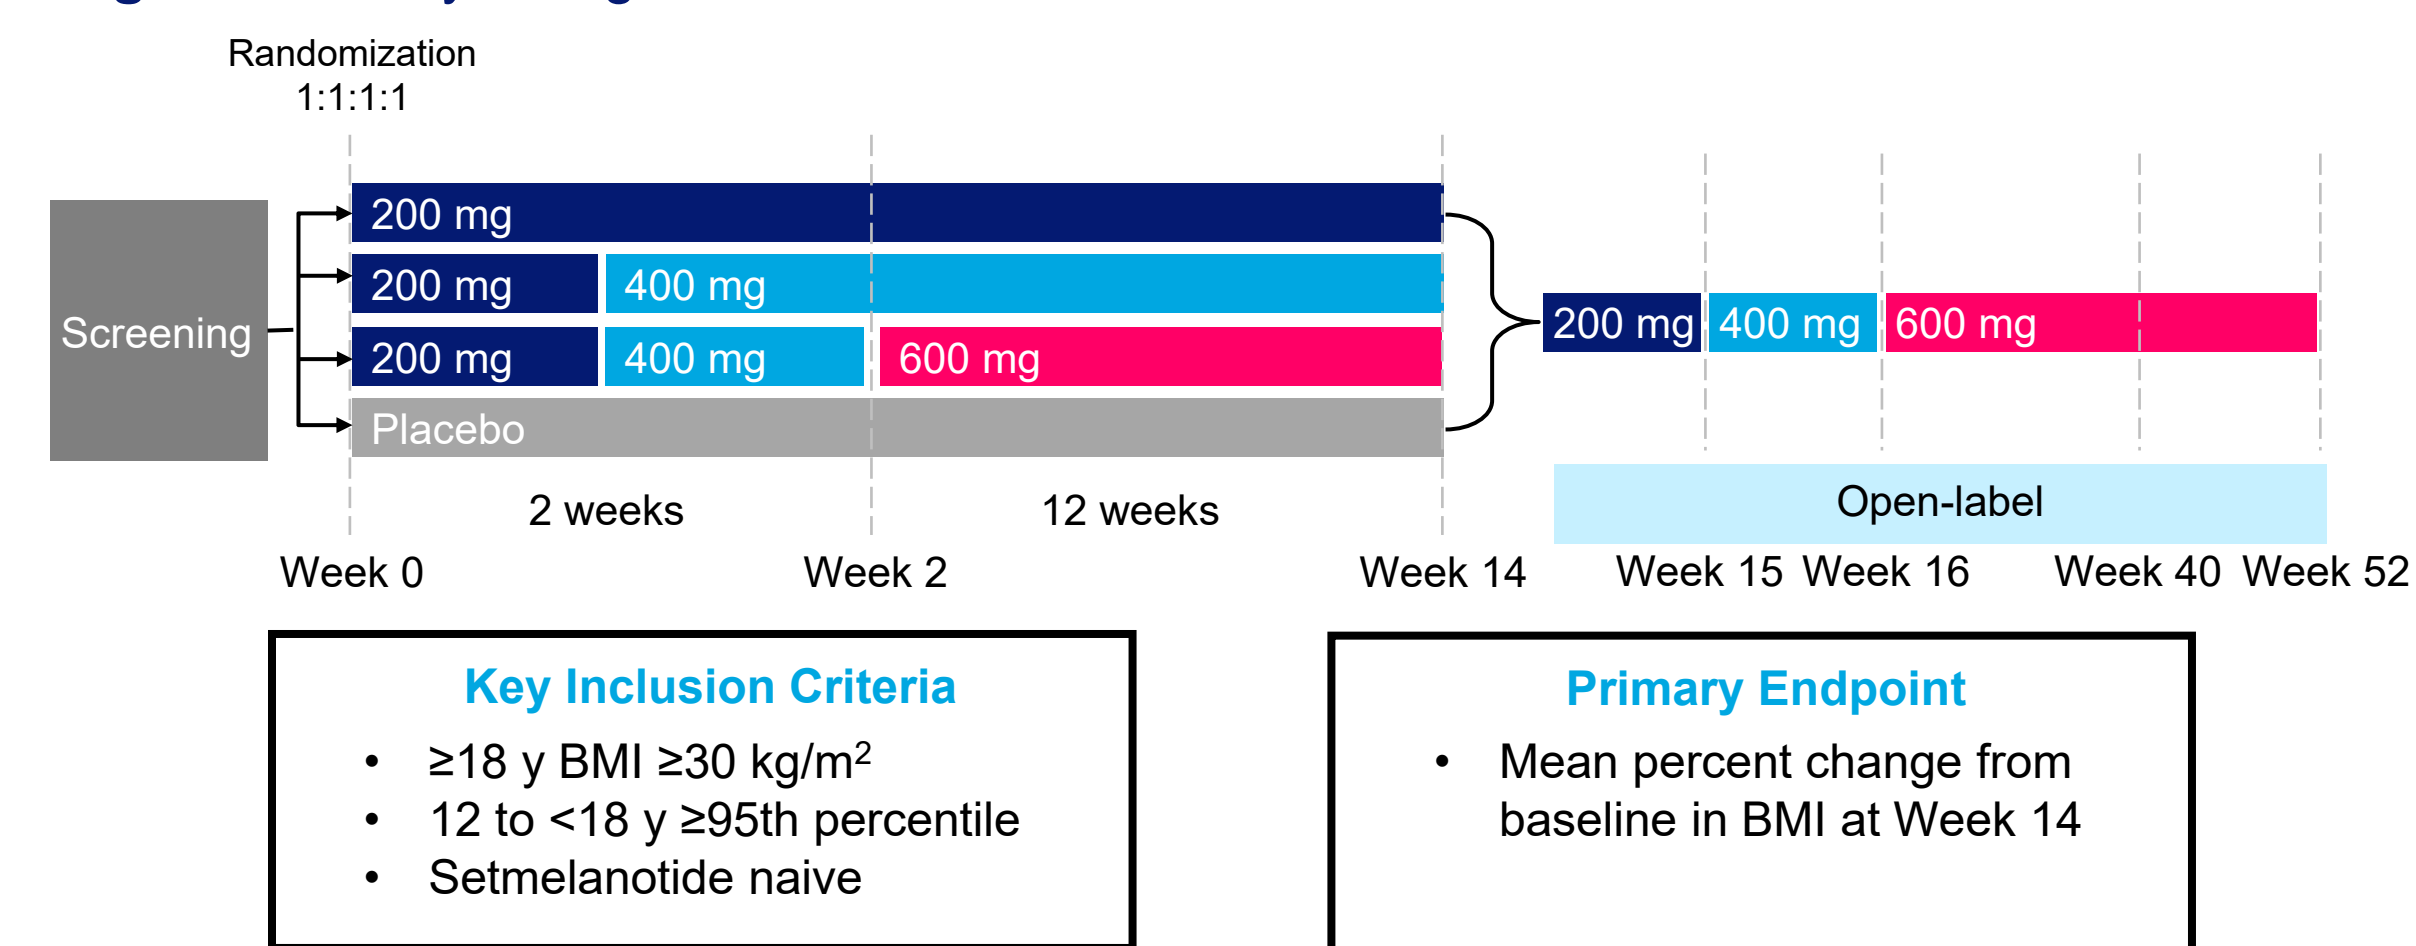 Randomization
1:1:1:1
Screening
200 mg
200 mg 400 mg
200 mg 400 mg 600 mg
Placebo
200 mg 400 mg 600 mg
2 weeks 12 weeks
Open-label
Week 0 Week 2 Week 14 Week 15 Week 16 Week 40 Week 52
Key Inclusion Criteria
• ≥18 y BMI ≥30 kg/m²
• 12 to <18 y ≥95th percentile
• Setmelanotide naive
Primary Endpoint
• Mean percent change from
baseline in BMI at Week 14